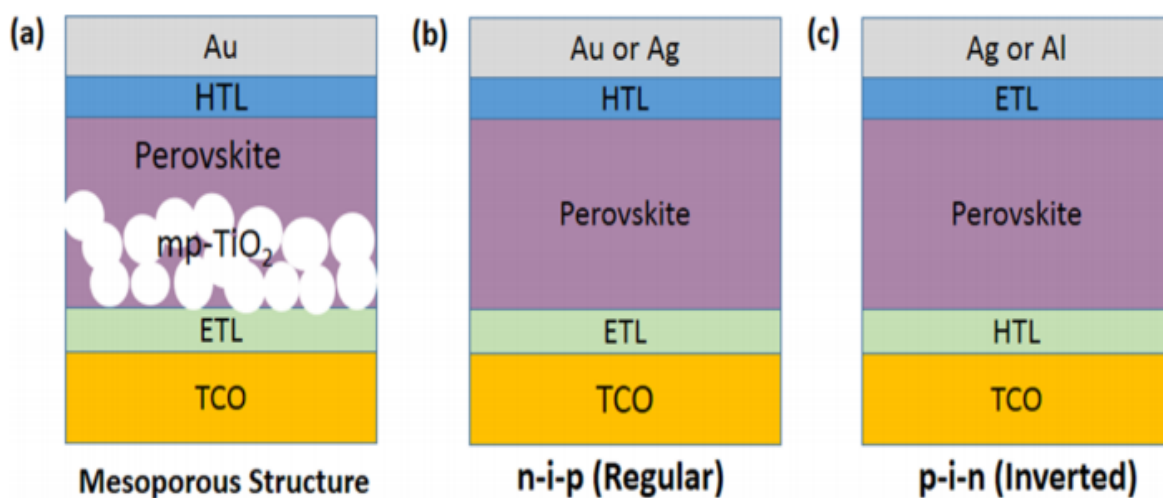 (a)
Au
HTL
Perovskite
mp-TiO₂
ETL
TCO
Mesoporous Structure
(b)
Au or Ag
HTL
Perovskite
ETL
TCO
n-i-p (Regular)
(c)
Ag or Al
ETL
Perovskite
HTL
TCO
p-i-n (Inverted)